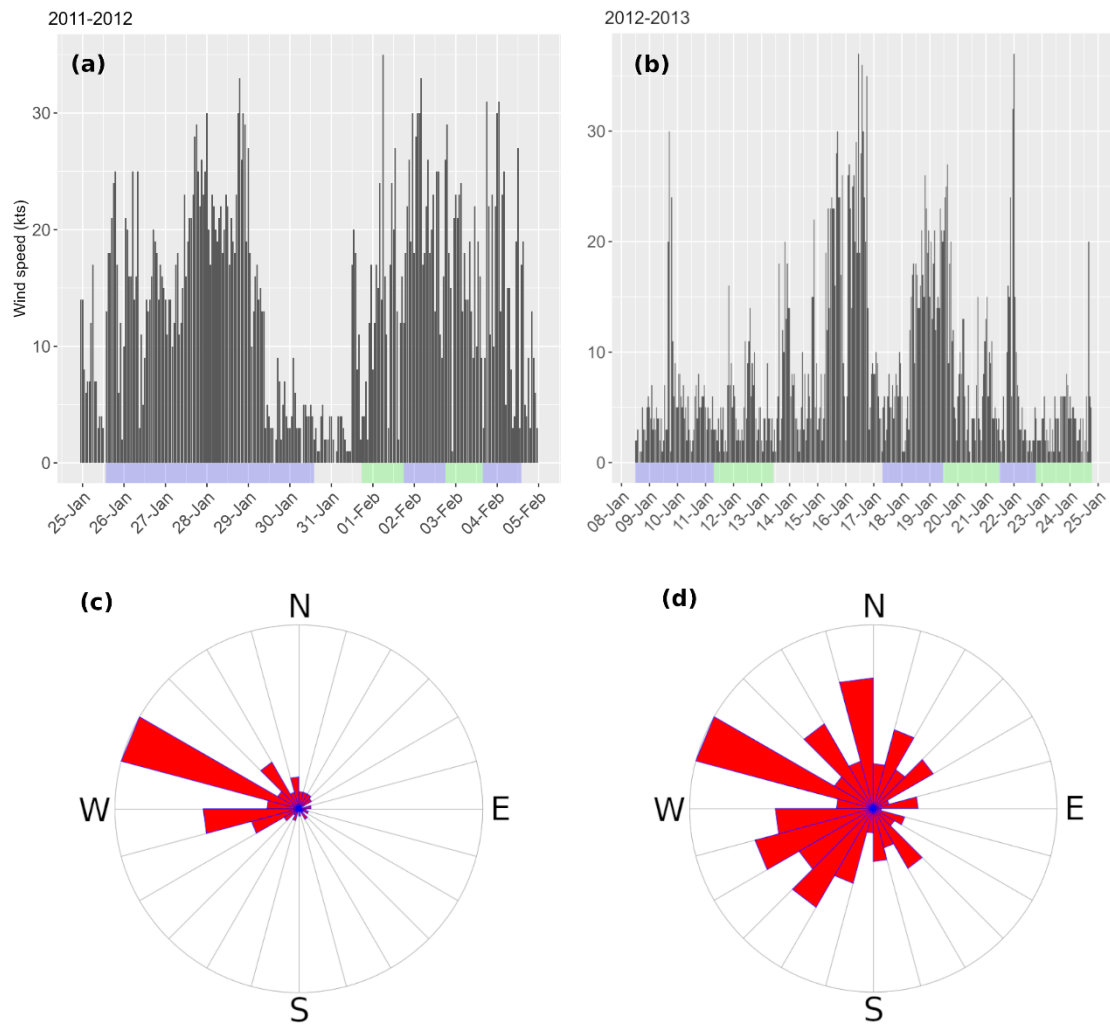 2011-2012
2012-2013
(a)
(b)
Wind speed (kts)
30
20
10
0
30
20
10
0
25-Jan
26-Jan
27-Jan
28-Jan
29-Jan
30-Jan
31-Jan
01-Feb
02-Feb
03-Feb
04-Feb
05-Feb
08-Jan
09-Jan
10-Jan
11-Jan
12-Jan
13-Jan
14-Jan
15-Jan
16-Jan
17-Jan
18-Jan
19-Jan
20-Jan
21-Jan
22-Jan
23-Jan
24-Jan
25-Jan
(c)
N
W
E
S
(d)
N
W
E
S